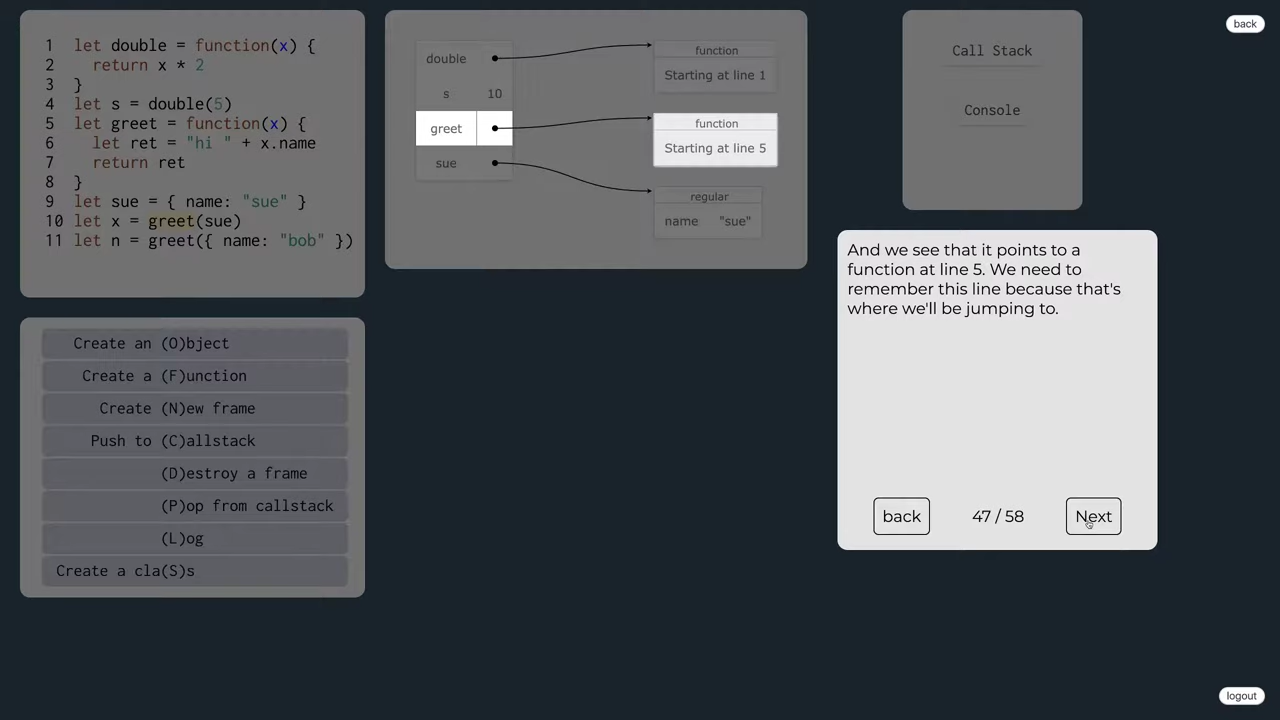 back
1 let double = function(x) {
2   return x * 2
3 }
4 let s = double(5)
5 let greet = function(x) {
6   let ret = "hi " + x.name
7   return ret
8 }
9 let sue = { name: "sue" }
10 let x = greet(sue)
11 let n = greet({ name: "bob" })
double
s 10
greet
sue
function
Starting at line 1
function
Starting at line 5
regular
name "sue"
Call Stack
Console
Create an (O)bject
Create a (F)unction
Create (N)ew frame
Push to (C)allstack
(D)estroy a frame
(P)op from callstack
(L)og
Create a cla(S)s
And we see that it points to a
function at line 5. We need to
remember this line because that's
where we'll be jumping to.
back 47 / 58 Next
logout